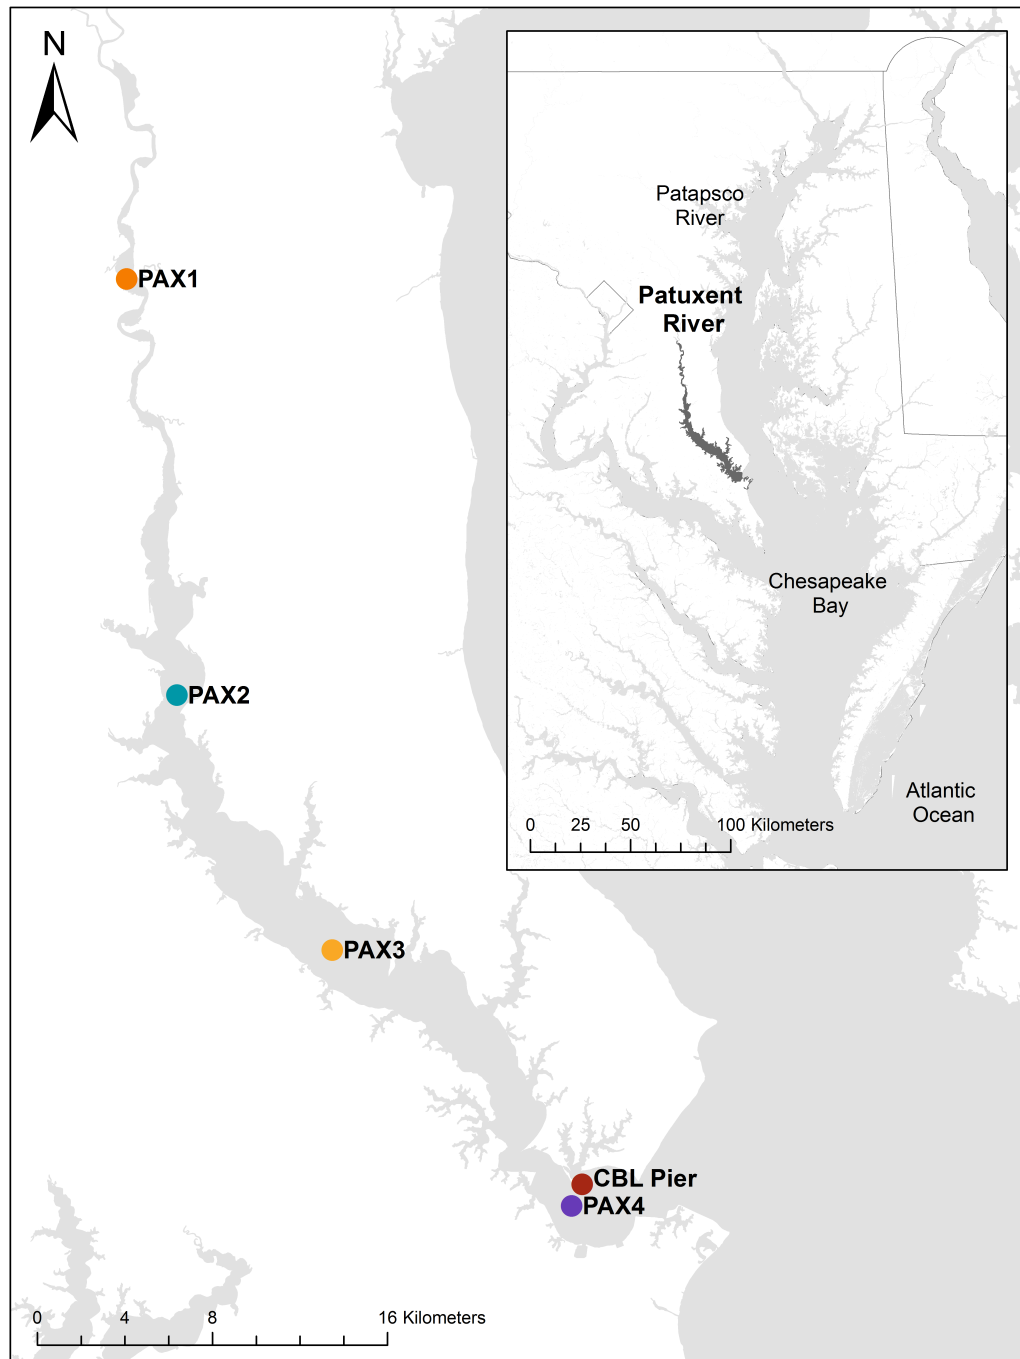 N
PAX1
PAX2
PAX3
CBL Pier
PAX4
0 4 8 16 Kilometers
Patapsco
River
Patuxent
River
Chesapeake
Bay
Atlantic
Ocean
0 25 50 100 Kilometers